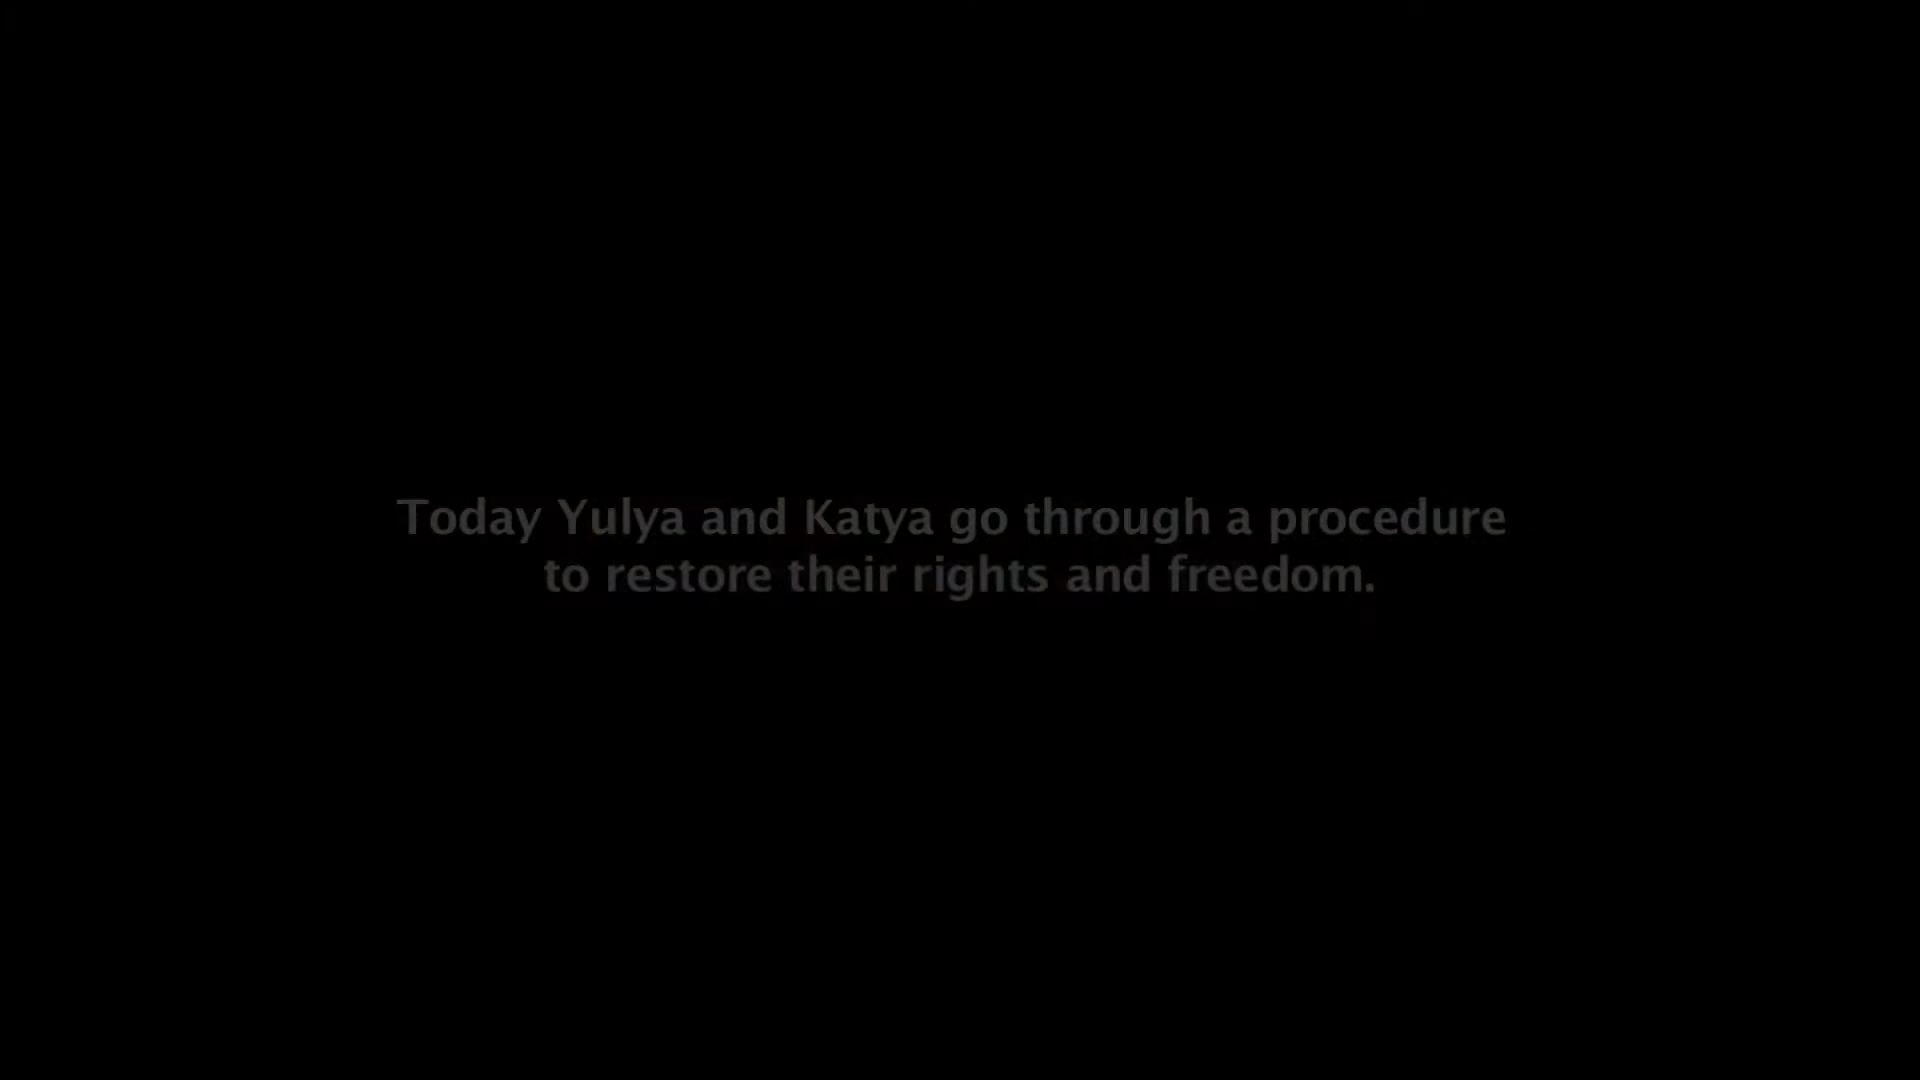 Today Yulya and Katya go through a procedure
to restore their rights and freedom.